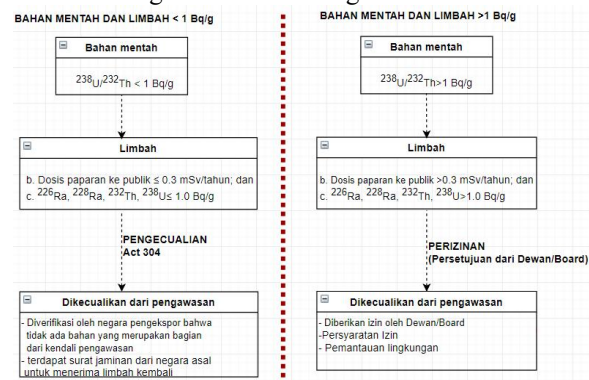 BAHAN MENTAH DAN LIMBAH < 1 Bq/g
Bahan mentah
238U/232Th < 1 Bq/g
Limbah
b. Dosis paparan ke publik ≤ 0.3 mSv/tahun; dan
c. 226Ra, 228Ra, 232Th, 238U≤ 1.0 Bq/g
PENGECUALIAN
Act 304
Dikecualikan dari pengawasan
- Diverifikasi oleh negara pengekspor bahwa
tidak ada bahan yang merupakan bagian
dari kendali pengawasan
- terdapat surat jaminan dari negara asal
untuk menerima limbah kembali
BAHAN MENTAH DAN LIMBAH >1 Bq/g
Bahan mentah
238U/232Th>1 Bq/g
Limbah
b. Dosis paparan ke publik >0.3 mSv/tahun; dan
c. 226Ra, 228Ra, 232Th, 238U>1.0 Bq/g
PERIZINAN
(Persetujuan dari Dewan/Board)
Dikecualikan dari pengawasan
- Diberikan izin oleh Dewan/Board
-Persyaratan Izin
- Pemantauan lingkungan